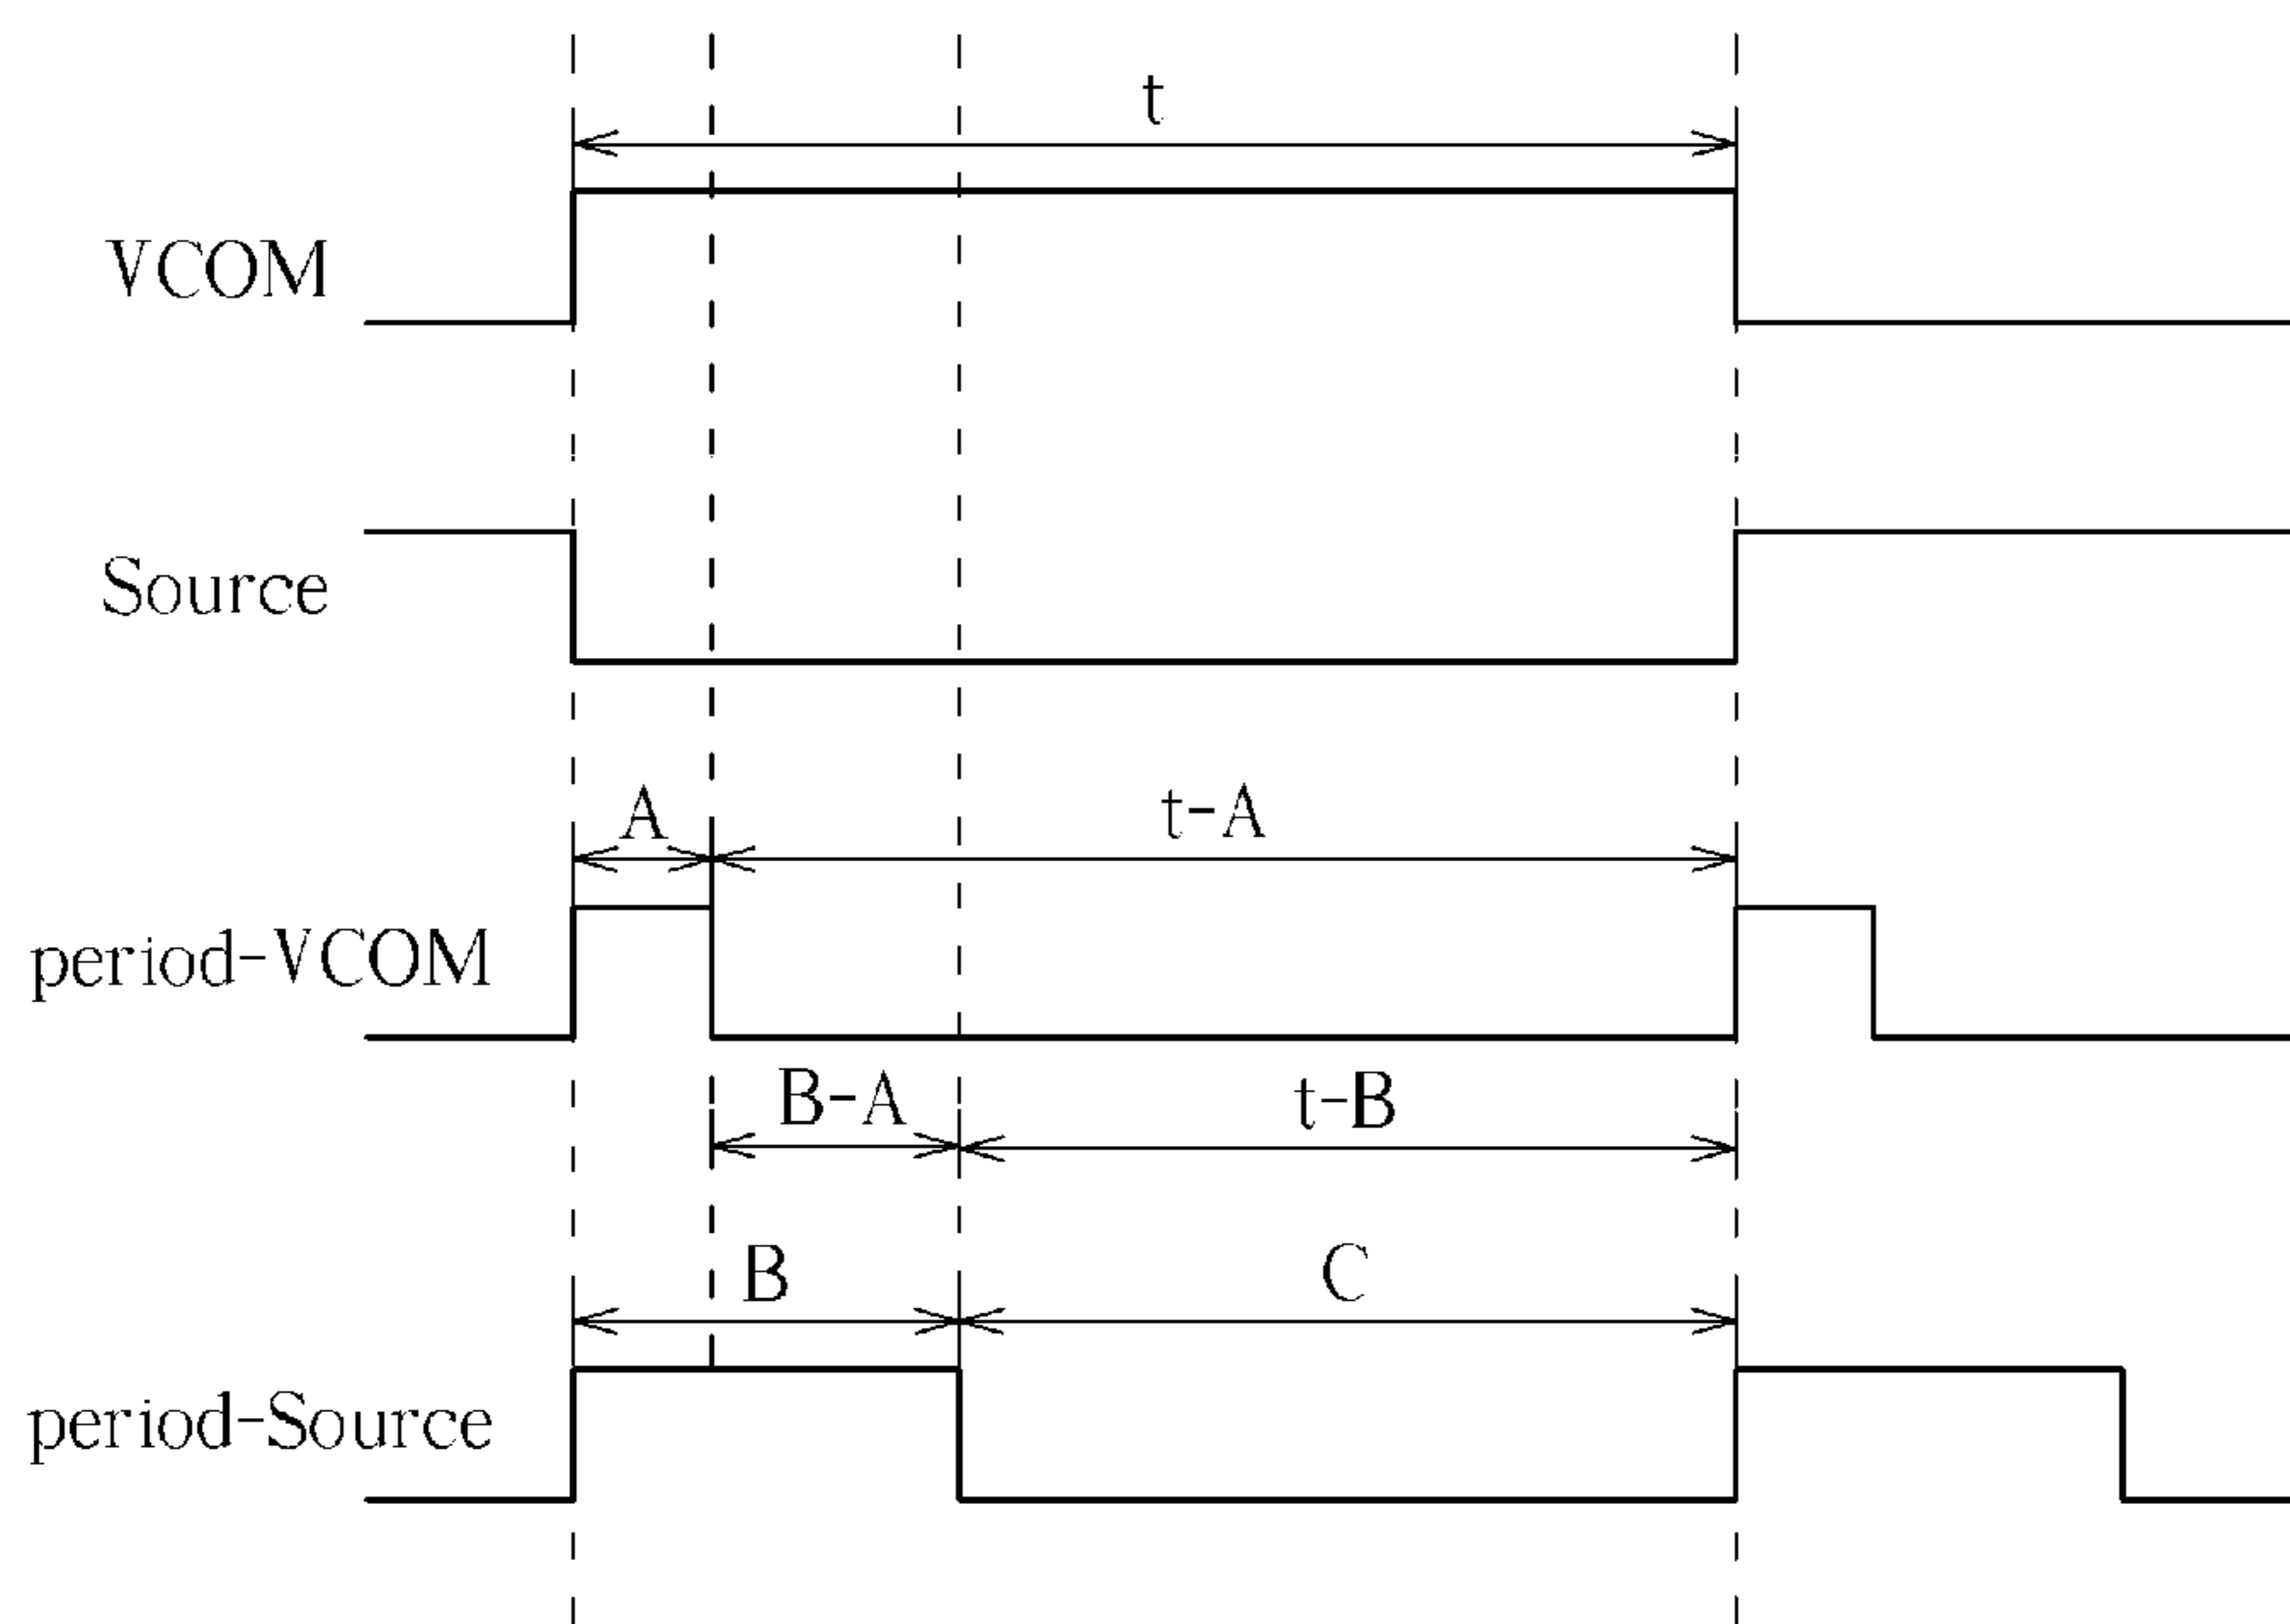 t
VCOM
Source
A
t-A
period-VCOM
B-A
t-B
B
C
period-Source